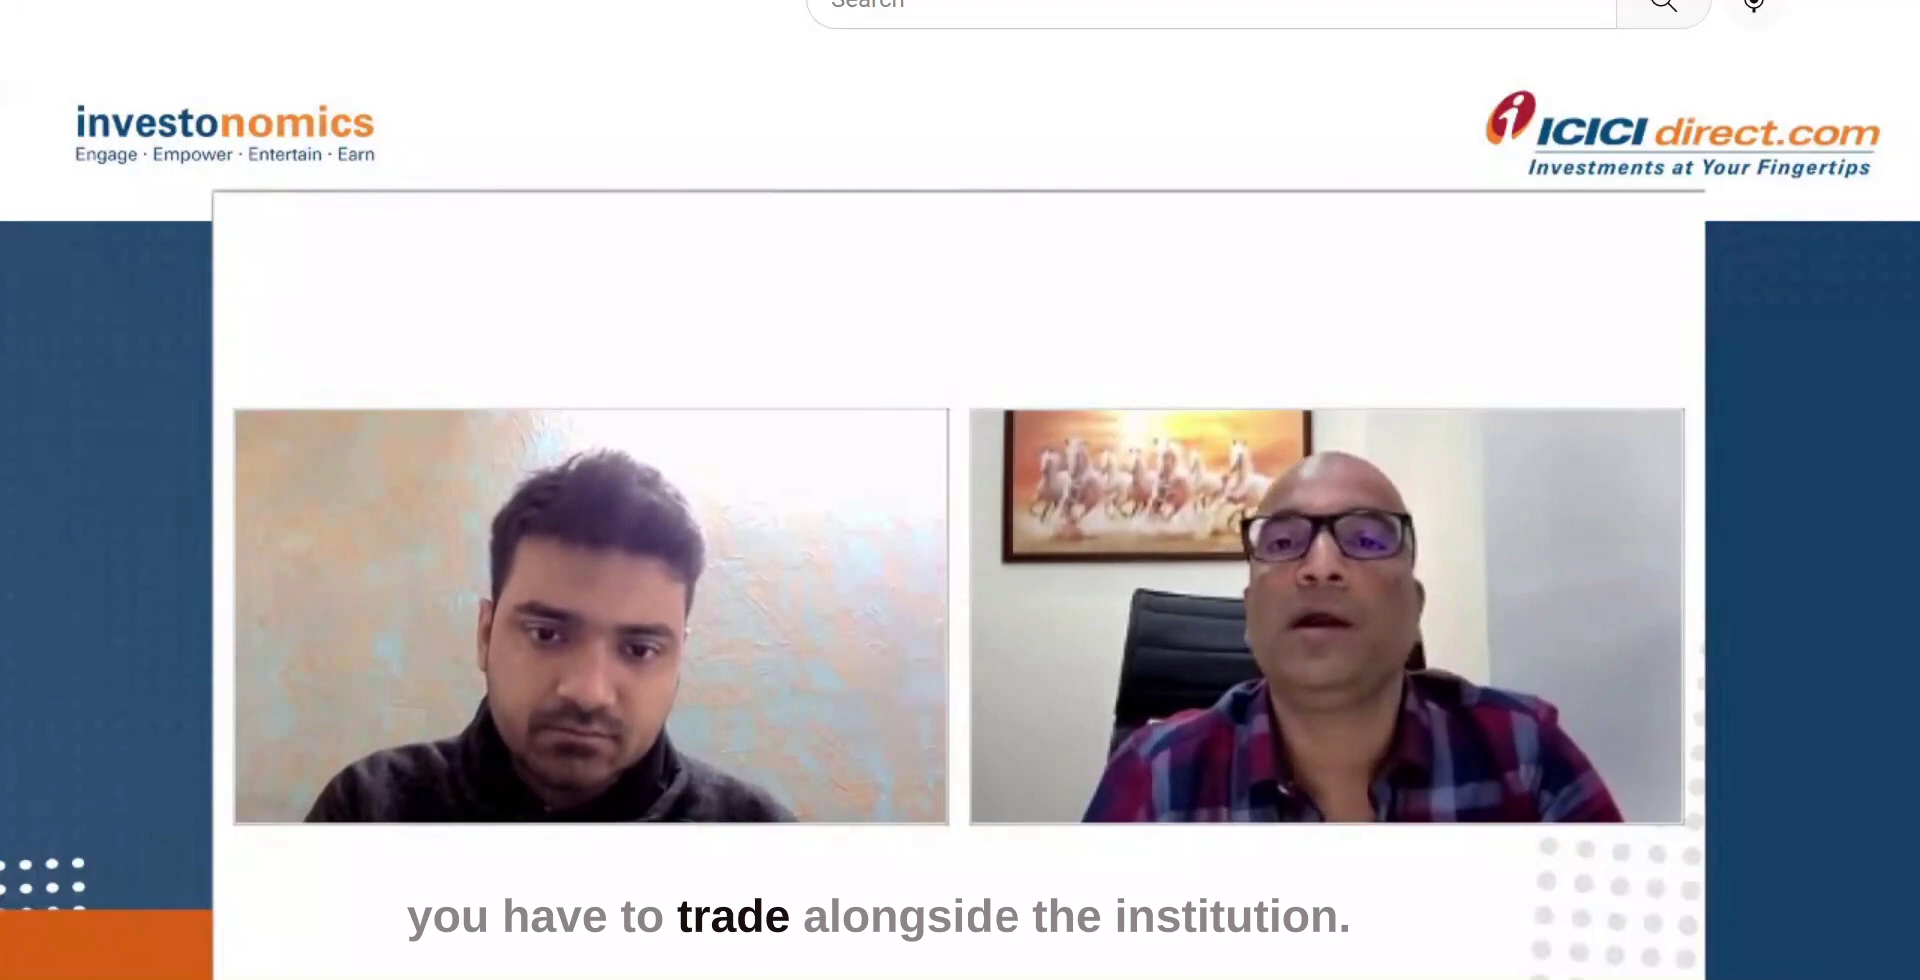 Search
investonomics
Engage · Empower · Entertain · Earn
ICICI direct.com
Investments at Your Fingertips
you have to trade alongside the institution.